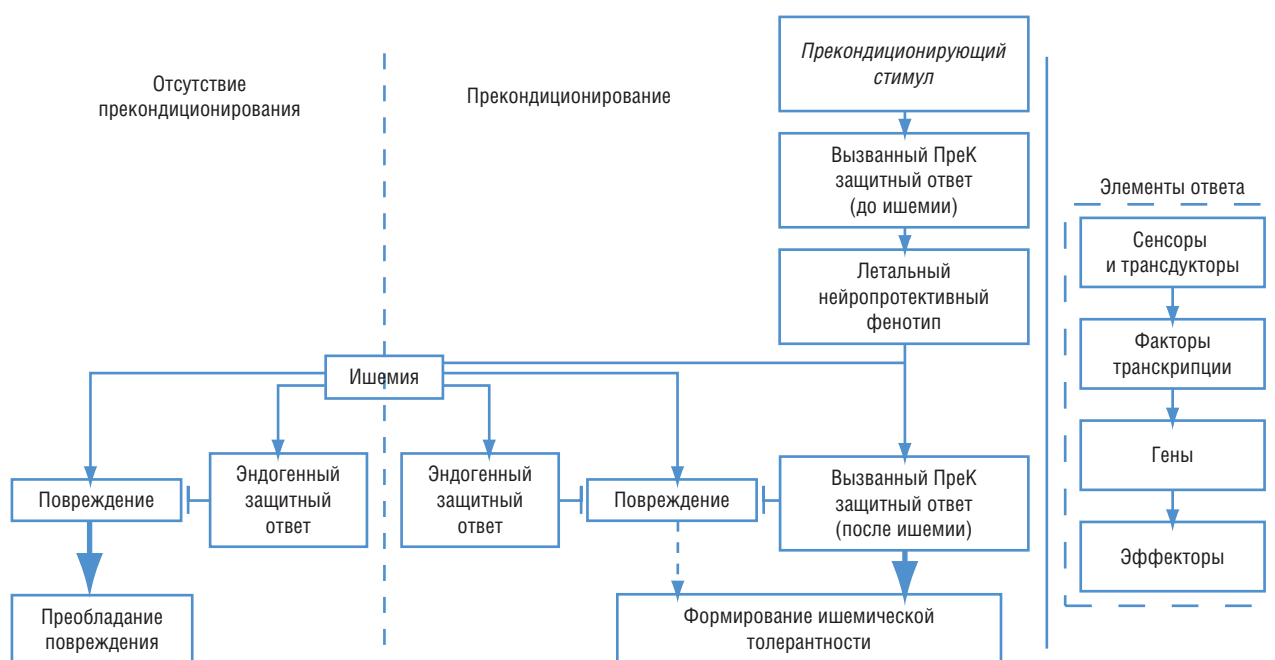 Отсутствие
прекондиционирования
Прекондиционирование
Прекондиционирующий
стимул
Вызванный ПреК
защитный ответ
(до ишемии)
Летальный
нейропротективный
фенотип
Ишемия
Повреждение
Эндогенный
защитный
ответ
Эндогенный
защитный
ответ
Повреждение
Вызванный ПреК
защитный ответ
(после ишемии)
Преобладание
повреждения
Формирование ишемической
толерантности
Элементы ответа
Сенсоры
и трансдукторы
Факторы
транскрипции
Гены
Эффекторы